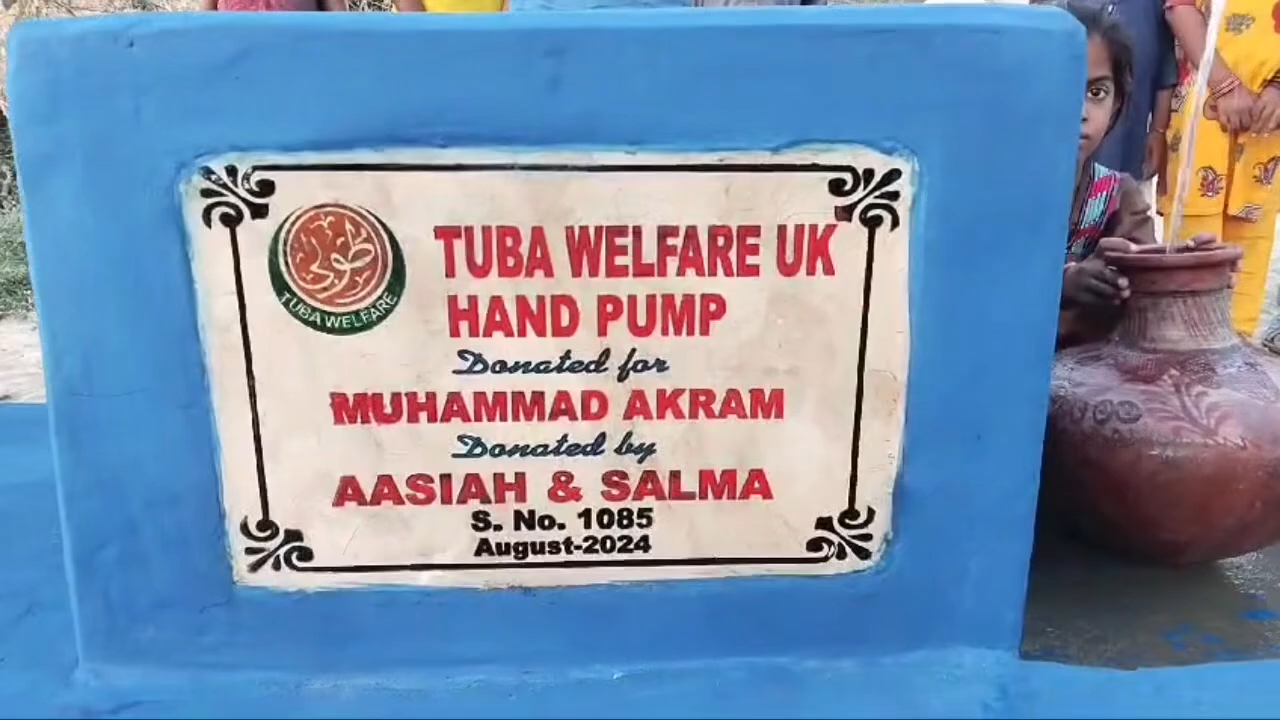 TUBA WELFARE UK
HAND PUMP
Donated for
MUHAMMAD AKRAM
Donated by
AASIAH & SALMA
S. No. 1085
August-2024
طوبی
TUBA WELFARE